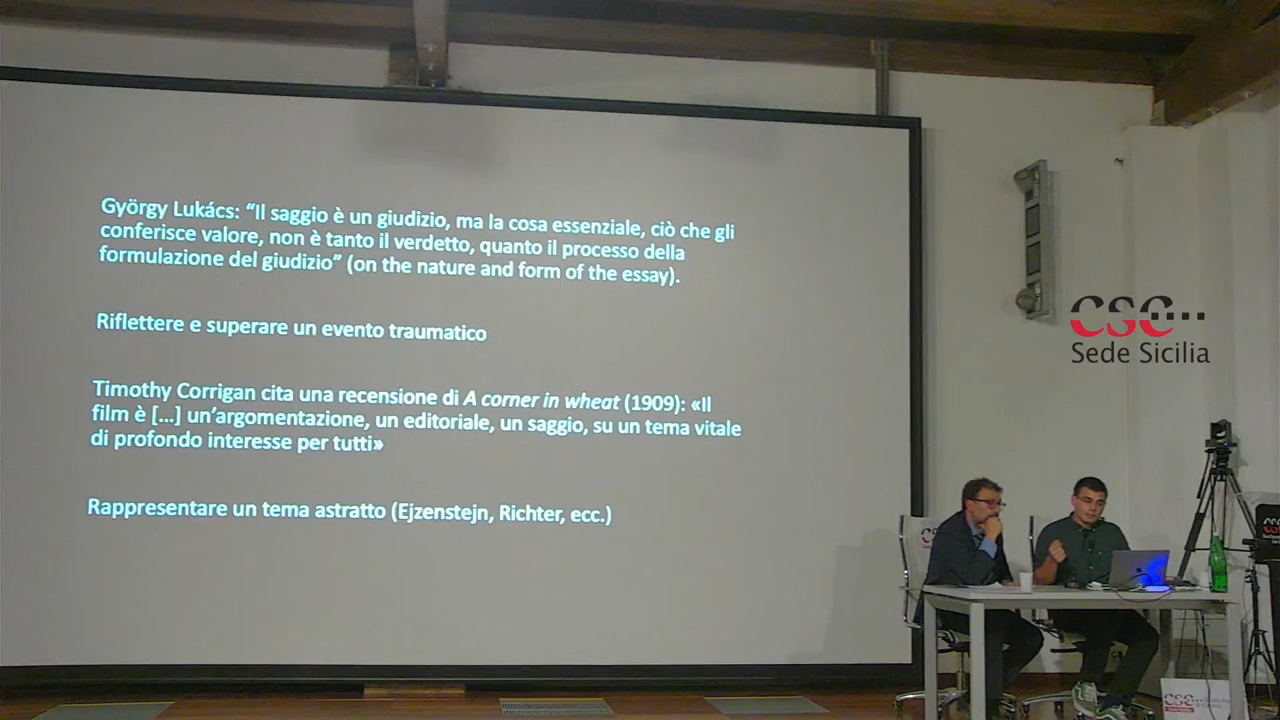 György Lukács: “Il saggio è un giudizio, ma la cosa essenziale, ciò che gli
conferisce valore, non è tanto il verdetto, quanto il processo della
formulazione del giudizio” (on the nature and form of the essay).
Riflettere e superare un evento traumatico
Timothy Corrigan cita una recensione di A corner in wheat (1909): «Il
film è [...] un’argomentazione, un editoriale, un saggio, su un tema vitale
di profondo interesse per tutti»
Rappresentare un tema astratto (Ejzenstejn, Richter, ecc.)
CSC
Sede Sicilia
CSC